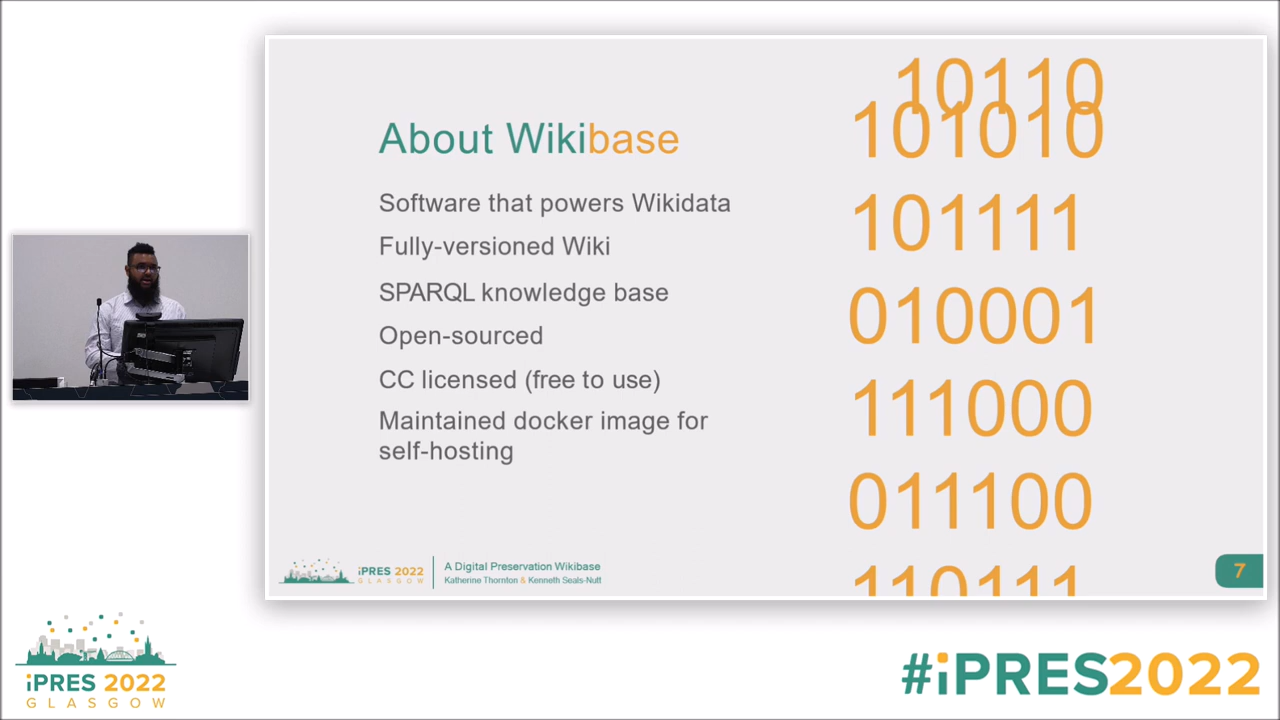 10110
101010
About Wikibase
Software that powers Wikidata
101111
Fully-versioned Wiki
SPARQL knowledge base
010001
Open-sourced
CC licensed (free to use)
111000
Maintained docker image for
self-hosting
011100
110111
iPRES 2022
GLASGOW
A Digital Preservation Wikibase
Katherine Thornton & Kenneth Seals-Nutt
7
iPRES 2022
GLASGOW
#iPRES2022